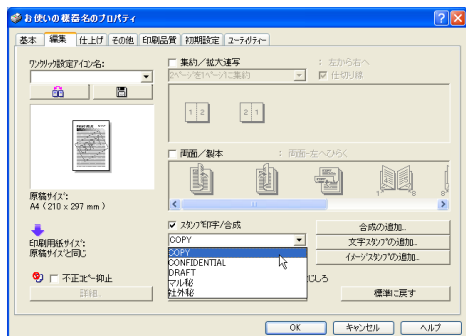 お使いの機器名のプロパティ
基本 編集 仕上げ その他 印刷品質 初期設定 ユーティリティー
ワンクリック設定アイコン名:
集約/拡大連写
:左から右へ
2ページを1ページに集約
仕切り線
1 2
2 1
両面/製本
:両面-左へひらく
原稿サイズ:
A4 (210 x 297 mm)
印刷用紙サイズ:
原稿サイズと同じ
スタンプ印字/合成
COPY
COPY
CONFIDENTIAL
DRAFT
マル秘
社外秘
合成の追加...
文字スタンプの追加...
イメージスタンプの追加...
不正コピー抑止
詳細...
じしろ
標準に戻す
OK キャンセル ヘルプ